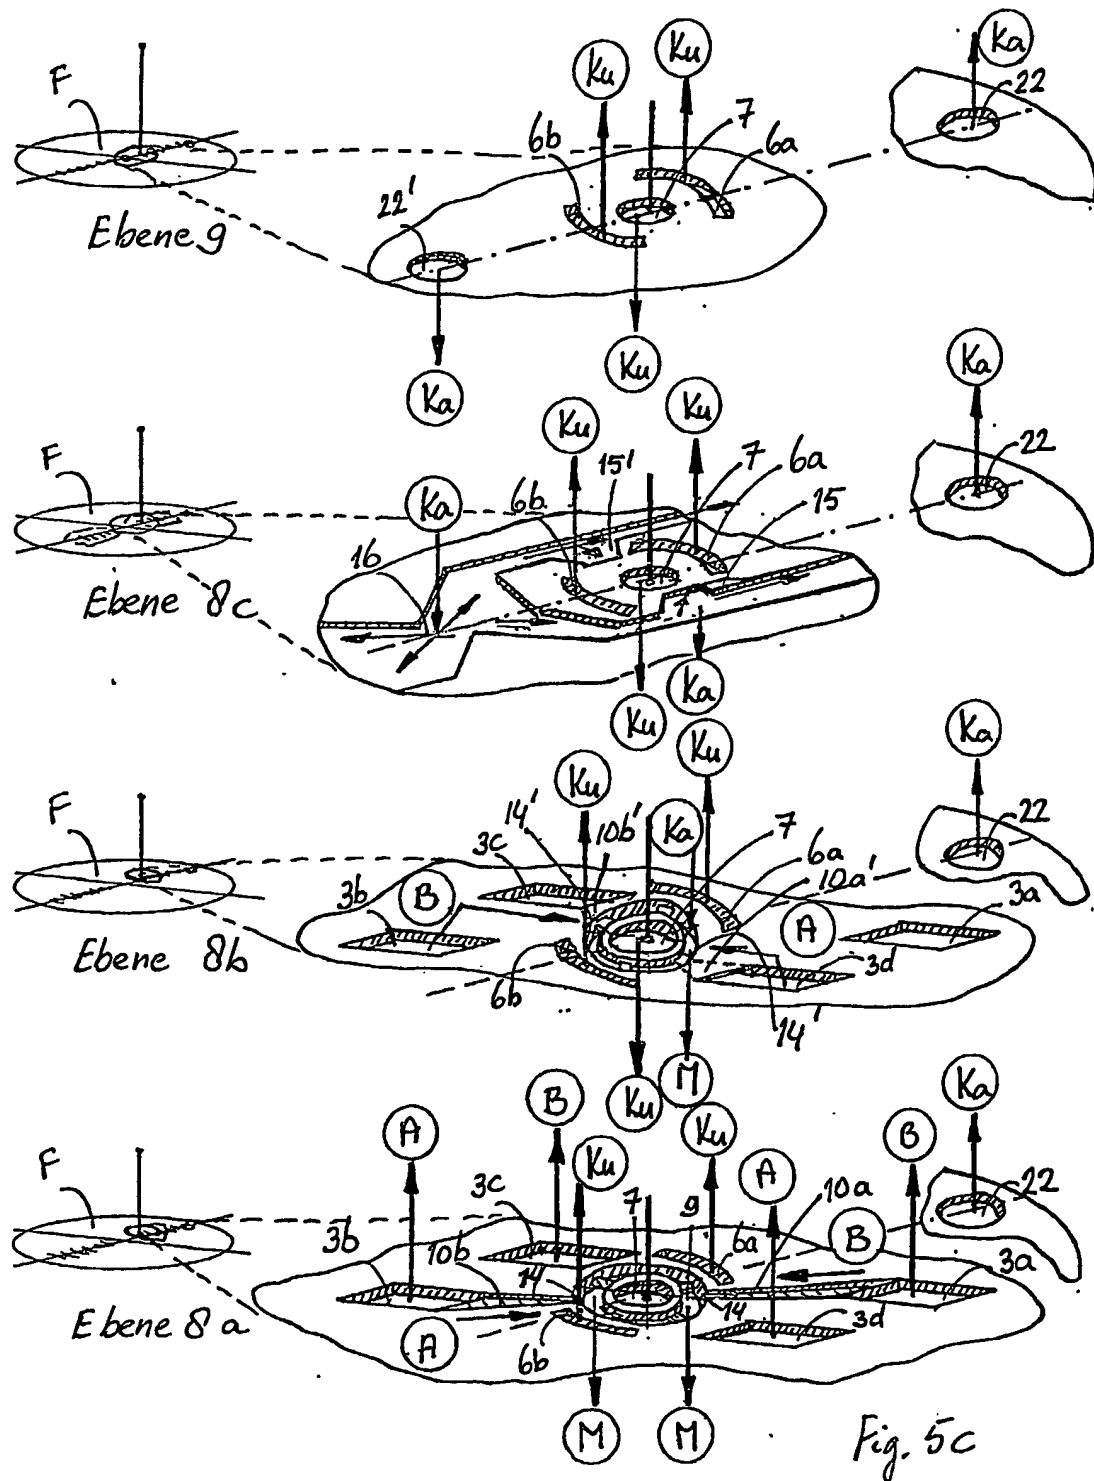 Ku
Ku
Ka
F
7
22
6b
6a
22'
Ebene 9
Ku
Ka
Ka
Ku
Ku
F
7
6a
22
15'
6b
15
Ka
16
Ebene 8c
Ka
Ku
Ku
Ka
Ku
14'
10b'
Ka
7
22
F
3c
6a
10a'
3b
B
A
3a
Ebene 8b
6b
3d
14'
M
Ku
B
Ku
Ka
A
B
Ku
A
F
3c
7
9
10a
22
3b
10b
6a
B
3a
14
14
Ebene 8a
A
6b
3d
M
M
Fig. 5c